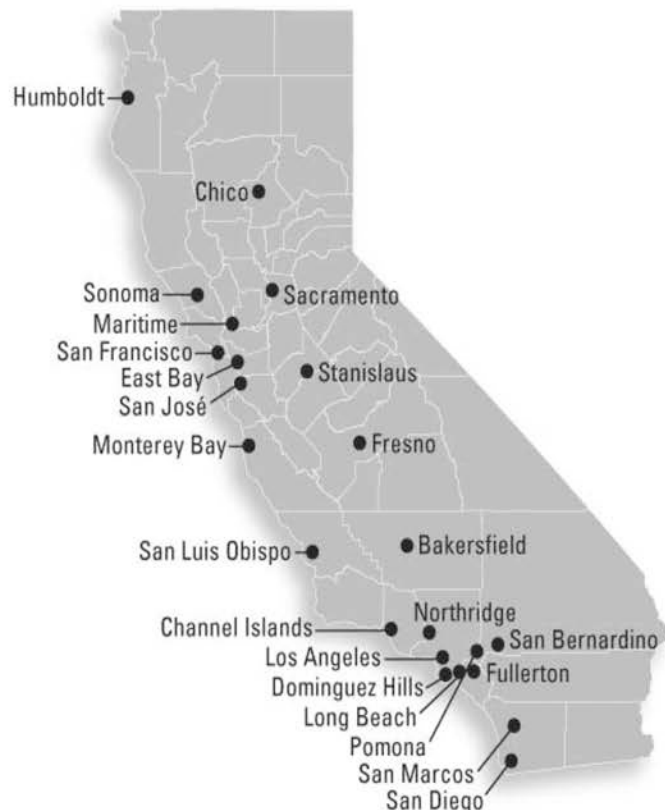 Humboldt
Chico
Sonoma
Sacramento
Maritime
San Francisco
East Bay
Stanislaus
San José
Monterey Bay
Fresno
San Luis Obispo
Bakersfield
Northridge
Channel Islands
San Bernardino
Los Angeles
Fullerton
Dominguez Hills
Long Beach
Pomona
San Marcos
San Diego